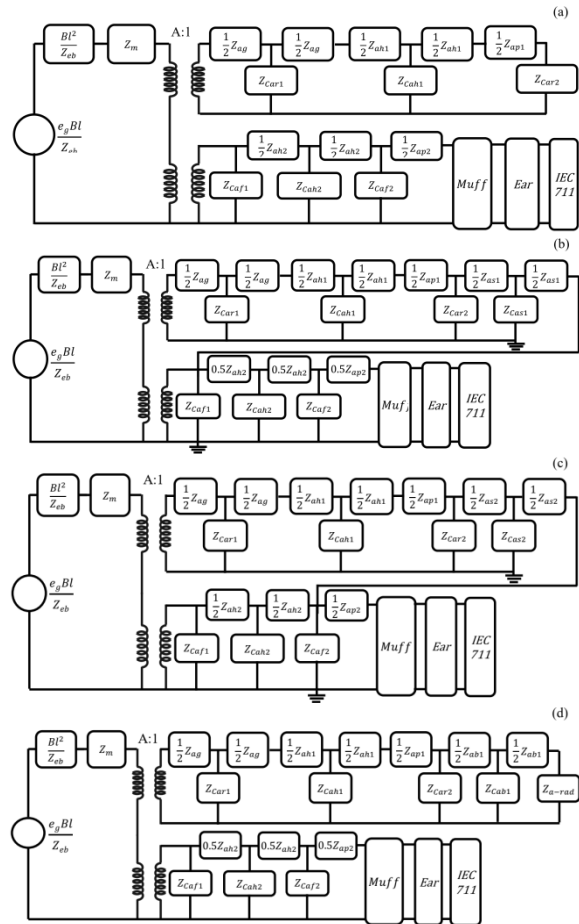 (a)
Bl²/Z_eb Z_m A:1 ½Z_ag ½Z_ag ½Z_ah1 ½Z_ah1 ½Z_ap1
Z_Car1 Z_Cah1 Z_Car2
e_gBl/Z_eb
½Z_ah2 ½Z_ah2 ½Z_ap2
Z_Caf1 Z_Cah2 Z_Caf2 Muff Ear IEC 711
(b)
Bl²/Z_eb Z_m A:1 ½Z_ag ½Z_ag ½Z_ah1 ½Z_ah1 ½Z_ap1 ½Z_as1 ½Z_as1
Z_Car1 Z_Cah1 Z_Car2 Z_Cas1
e_gBl/Z_eb
0.5Z_ah2 0.5Z_ah2 0.5Z_ap2
Z_Caf1 Z_Cah2 Z_Caf2 Ear IEC 711
(c)
Bl²/Z_eb Z_m A:1 ½Z_ag ½Z_ag ½Z_ah1 ½Z_ah1 ½Z_ap1 ½Z_as2 ½Z_as2
Z_Car1 Z_Cah1 Z_Car2 Z_Cas2
e_gBl/Z_eb
½Z_ah2 ½Z_ah2 ½Z_ap2
Z_Caf1 Z_Cah2 Z_Caf2 Muff Ear IEC 711
(d)
Bl²/Z_eb Z_m A:1 ½Z_ag ½Z_ag ½Z_ah1 ½Z_ah1 ½Z_ap1 ½Z_ab1 ½Z_ab1
Z_Car1 Z_Cah1 Z_Car2 Z_Cab1 Z_a-rad
e_gBl/Z_eb
0.5Z_ah2 0.5Z_ah2 0.5Z_ap2
Z_Caf1 Z_Cah2 Z_Caf2 Muff Ear IEC 711